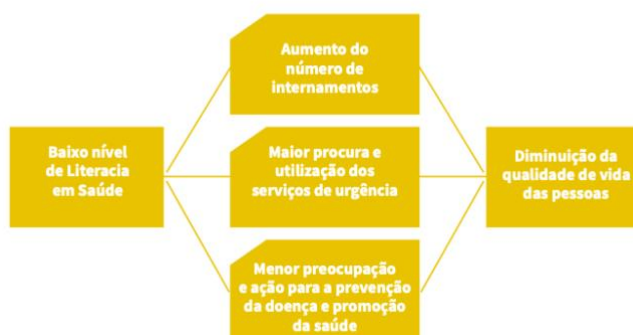 Baixo nível
de Literacia
em Saúde
Aumento do
número de
internamentos
Maior procura e
utilização dos
serviços de urgência
Menor preocupação
e ação para a prevenção
da doença e promoção
da saúde
Diminuição da
qualidade de vida
das pessoas